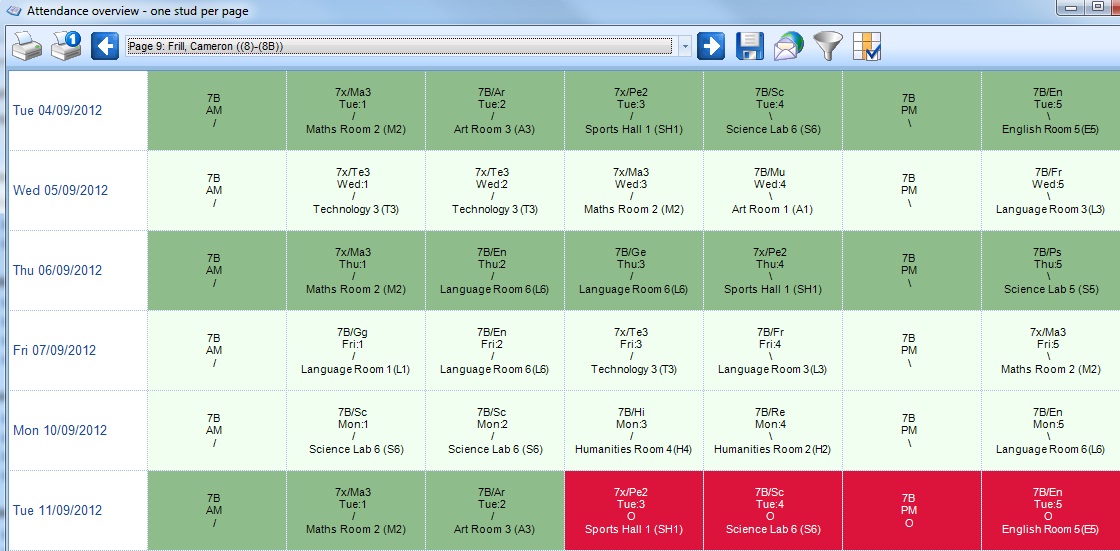 Attendance overview - one stud per page
1
Page 9: Frill, Cameron ((8)-(8B))
Tue 04/09/2012
7B
AM
/
7x/Ma3
Tue:1
/
Maths Room 2 (M2)
7B/Ar
Tue:2
/
Art Room 3 (A3)
7x/Pe2
Tue:3
/
Sports Hall 1 (SH1)
7B/Sc
Tue:4
\
Science Lab 6 (S6)
7B
PM
\
7B/En
Tue:5
\
English Room 5(E5)
Wed 05/09/2012
7B
AM
/
7x/Te3
Wed:1
/
Technology 3 (T3)
7x/Te3
Wed:2
/
Technology 3 (T3)
7x/Ma3
Wed:3
/
Maths Room 2 (M2)
7B/Mu
Wed:4
\
Art Room 1 (A1)
7B
PM
\
7B/Fr
Wed:5
\
Language Room 3(L3)
Thu 06/09/2012
7B
AM
/
7x/Ma3
Thu:1
/
Maths Room 2 (M2)
7B/En
Thu:2
/
Language Room 6(L6)
7B/Ge
Thu:3
/
Language Room 6(L6)
7x/Pe2
Thu:4
\
Sports Hall 1 (SH1)
7B
PM
\
7B/Ps
Thu:5
\
Science Lab 5 (S5)
Fri 07/09/2012
7B
AM
/
7B/Gg
Fri:1
/
Language Room 1(L1)
7B/En
Fri:2
/
Language Room 6(L6)
7x/Te3
Fri:3
/
Technology 3 (T3)
7B/Fr
Fri:4
\
Language Room 3(L3)
7B
PM
\
7x/Ma3
Fri:5
\
Maths Room 2 (M2)
Mon 10/09/2012
7B
AM
/
7B/Sc
Mon:1
/
Science Lab 6 (S6)
7B/Sc
Mon:2
/
Science Lab 6 (S6)
7B/Hi
Mon:3
/
Humanities Room 4(H4)
7B/Re
Mon:4
\
Humanities Room 2(H2)
7B
PM
\
7B/En
Mon:5
\
Language Room 6(L6)
Tue 11/09/2012
7B
AM
/
7x/Ma3
Tue:1
/
Maths Room 2 (M2)
7B/Ar
Tue:2
/
Art Room 3 (A3)
7x/Pe2
Tue:3
O
Sports Hall 1 (SH1)
7B/Sc
Tue:4
O
Science Lab 6 (S6)
7B
PM
O
7B/En
Tue:5
O
English Room 5(E5)